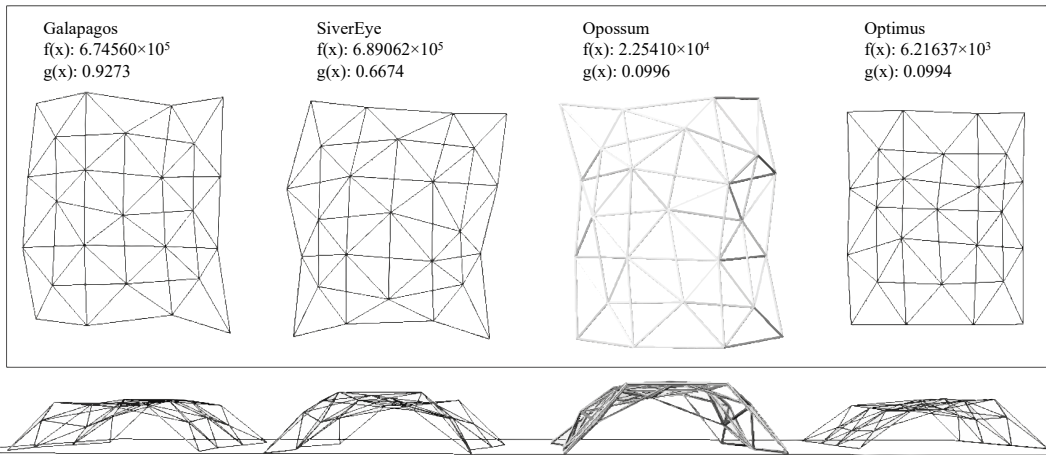 Galapagos
f(x): 6.74560×10⁵
g(x): 0.9273
SiverEye
f(x): 6.89062×10⁵
g(x): 0.6674
Opossum
f(x): 2.25410×10⁴
g(x): 0.0996
Optimus
f(x): 6.21637×10³
g(x): 0.0994